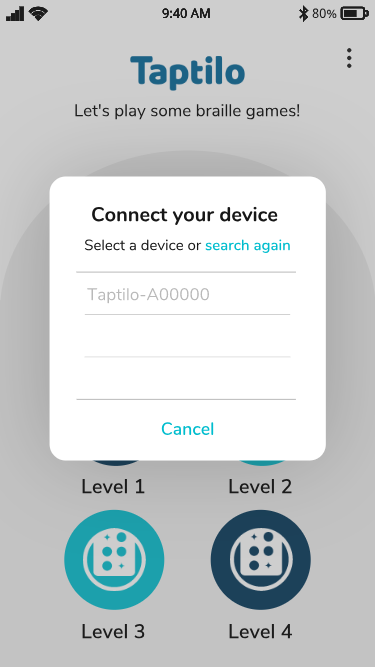 9:40 AM
80%
Taptilo
Let's play some braille games!
Connect your device
Select a device or search again
Taptilo-A00000
Cancel
Level 1
Level 2
Level 3
Level 4